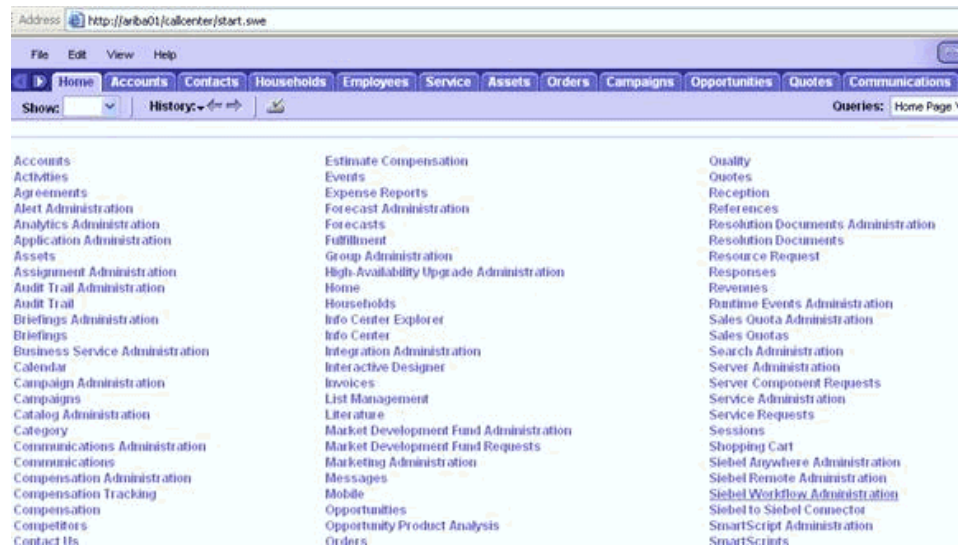 Address http://ariba01/callcenter/start.swe
File Edit View Help
Home Accounts Contacts Households Employees Service Assets Orders Campaigns Opportunities Quotes Communications
Show: History: Queries: Home Page
Accounts
Activities
Agreements
Alert Administration
Analytics Administration
Application Administration
Assets
Assignment Administration
Audit Trail Administration
Audit Trail
Briefings Administration
Briefings
Business Service Administration
Calendar
Campaign Administration
Campaigns
Catalog Administration
Category
Communications Administration
Communications
Compensation Administration
Compensation Tracking
Compensation
Competitors
Contact Us
Estimate Compensation
Events
Expense Reports
Forecast Administration
Forecasts
Fulfillment
Group Administration
High-Availability Upgrade Administration
Home
Households
Info Center Explorer
Info Center
Integration Administration
Interactive Designer
Invoices
List Management
Literature
Market Development Fund Administration
Market Development Fund Requests
Marketing Administration
Messages
Mobile
Opportunities
Opportunity Product Analysis
Orders
Quality
Quotes
Reception
References
Resolution Documents Administration
Resolution Documents
Resource Request
Responses
Revenues
Runtime Events Administration
Sales Quota Administration
Sales Quotas
Search Administration
Server Administration
Server Component Requests
Service Administration
Service Requests
Sessions
Shopping Cart
Siebel Anywhere Administration
Siebel Remote Administration
Siebel Workflow Administration
Siebel to Siebel Connector
SmartScript Administration
SmartScripts